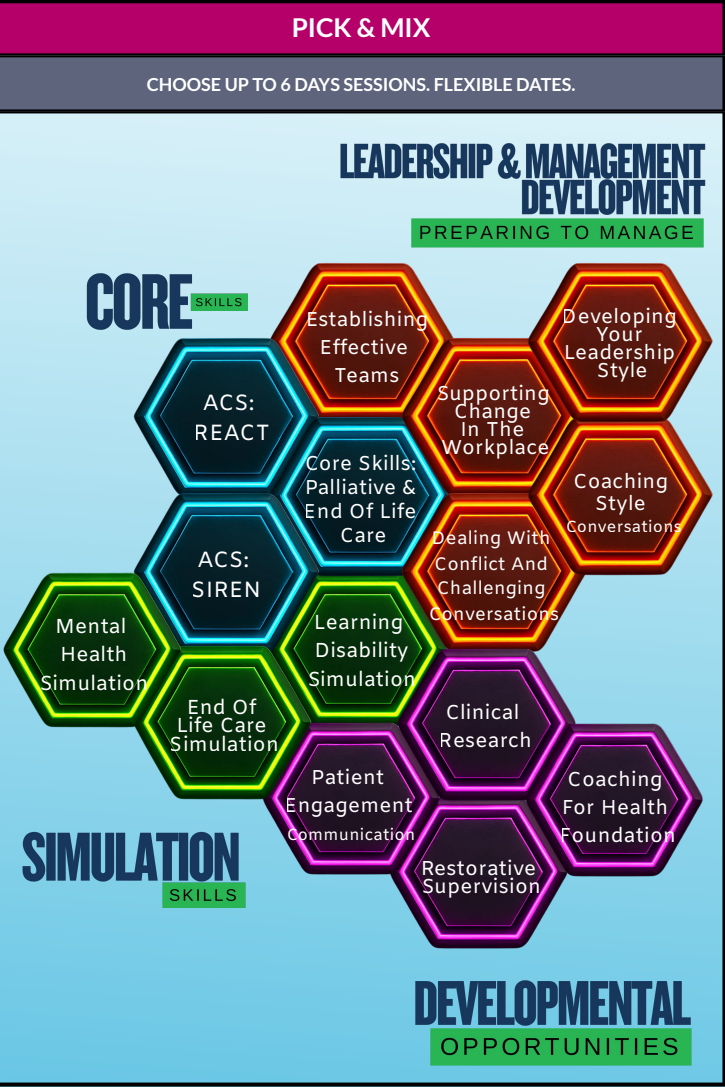 PICK & MIX
CHOOSE UP TO 6 DAYS SESSIONS. FLEXIBLE DATES.
LEADERSHIP & MANAGEMENT
DEVELOPMENT
PREPARING TO MANAGE
CORE
SKILLS
Establishing
Effective
Teams
Developing
Your
Leadership
Style
ACS:
REACT
Supporting
Change
In The
Workplace
Core Skills:
Palliative &
End Of Life
Care
Coaching
Style
Conversations
ACS:
SIREN
Dealing With
Conflict And
Challenging
Conversations
Mental
Health
Simulation
Learning
Disability
Simulation
End Of
Life Care
Simulation
Clinical
Research
Patient
Engagement
Communication
Coaching
For Health
Foundation
Restorative
Supervision
SIMULATION
SKILLS
DEVELOPMENTAL
OPPORTUNITIES